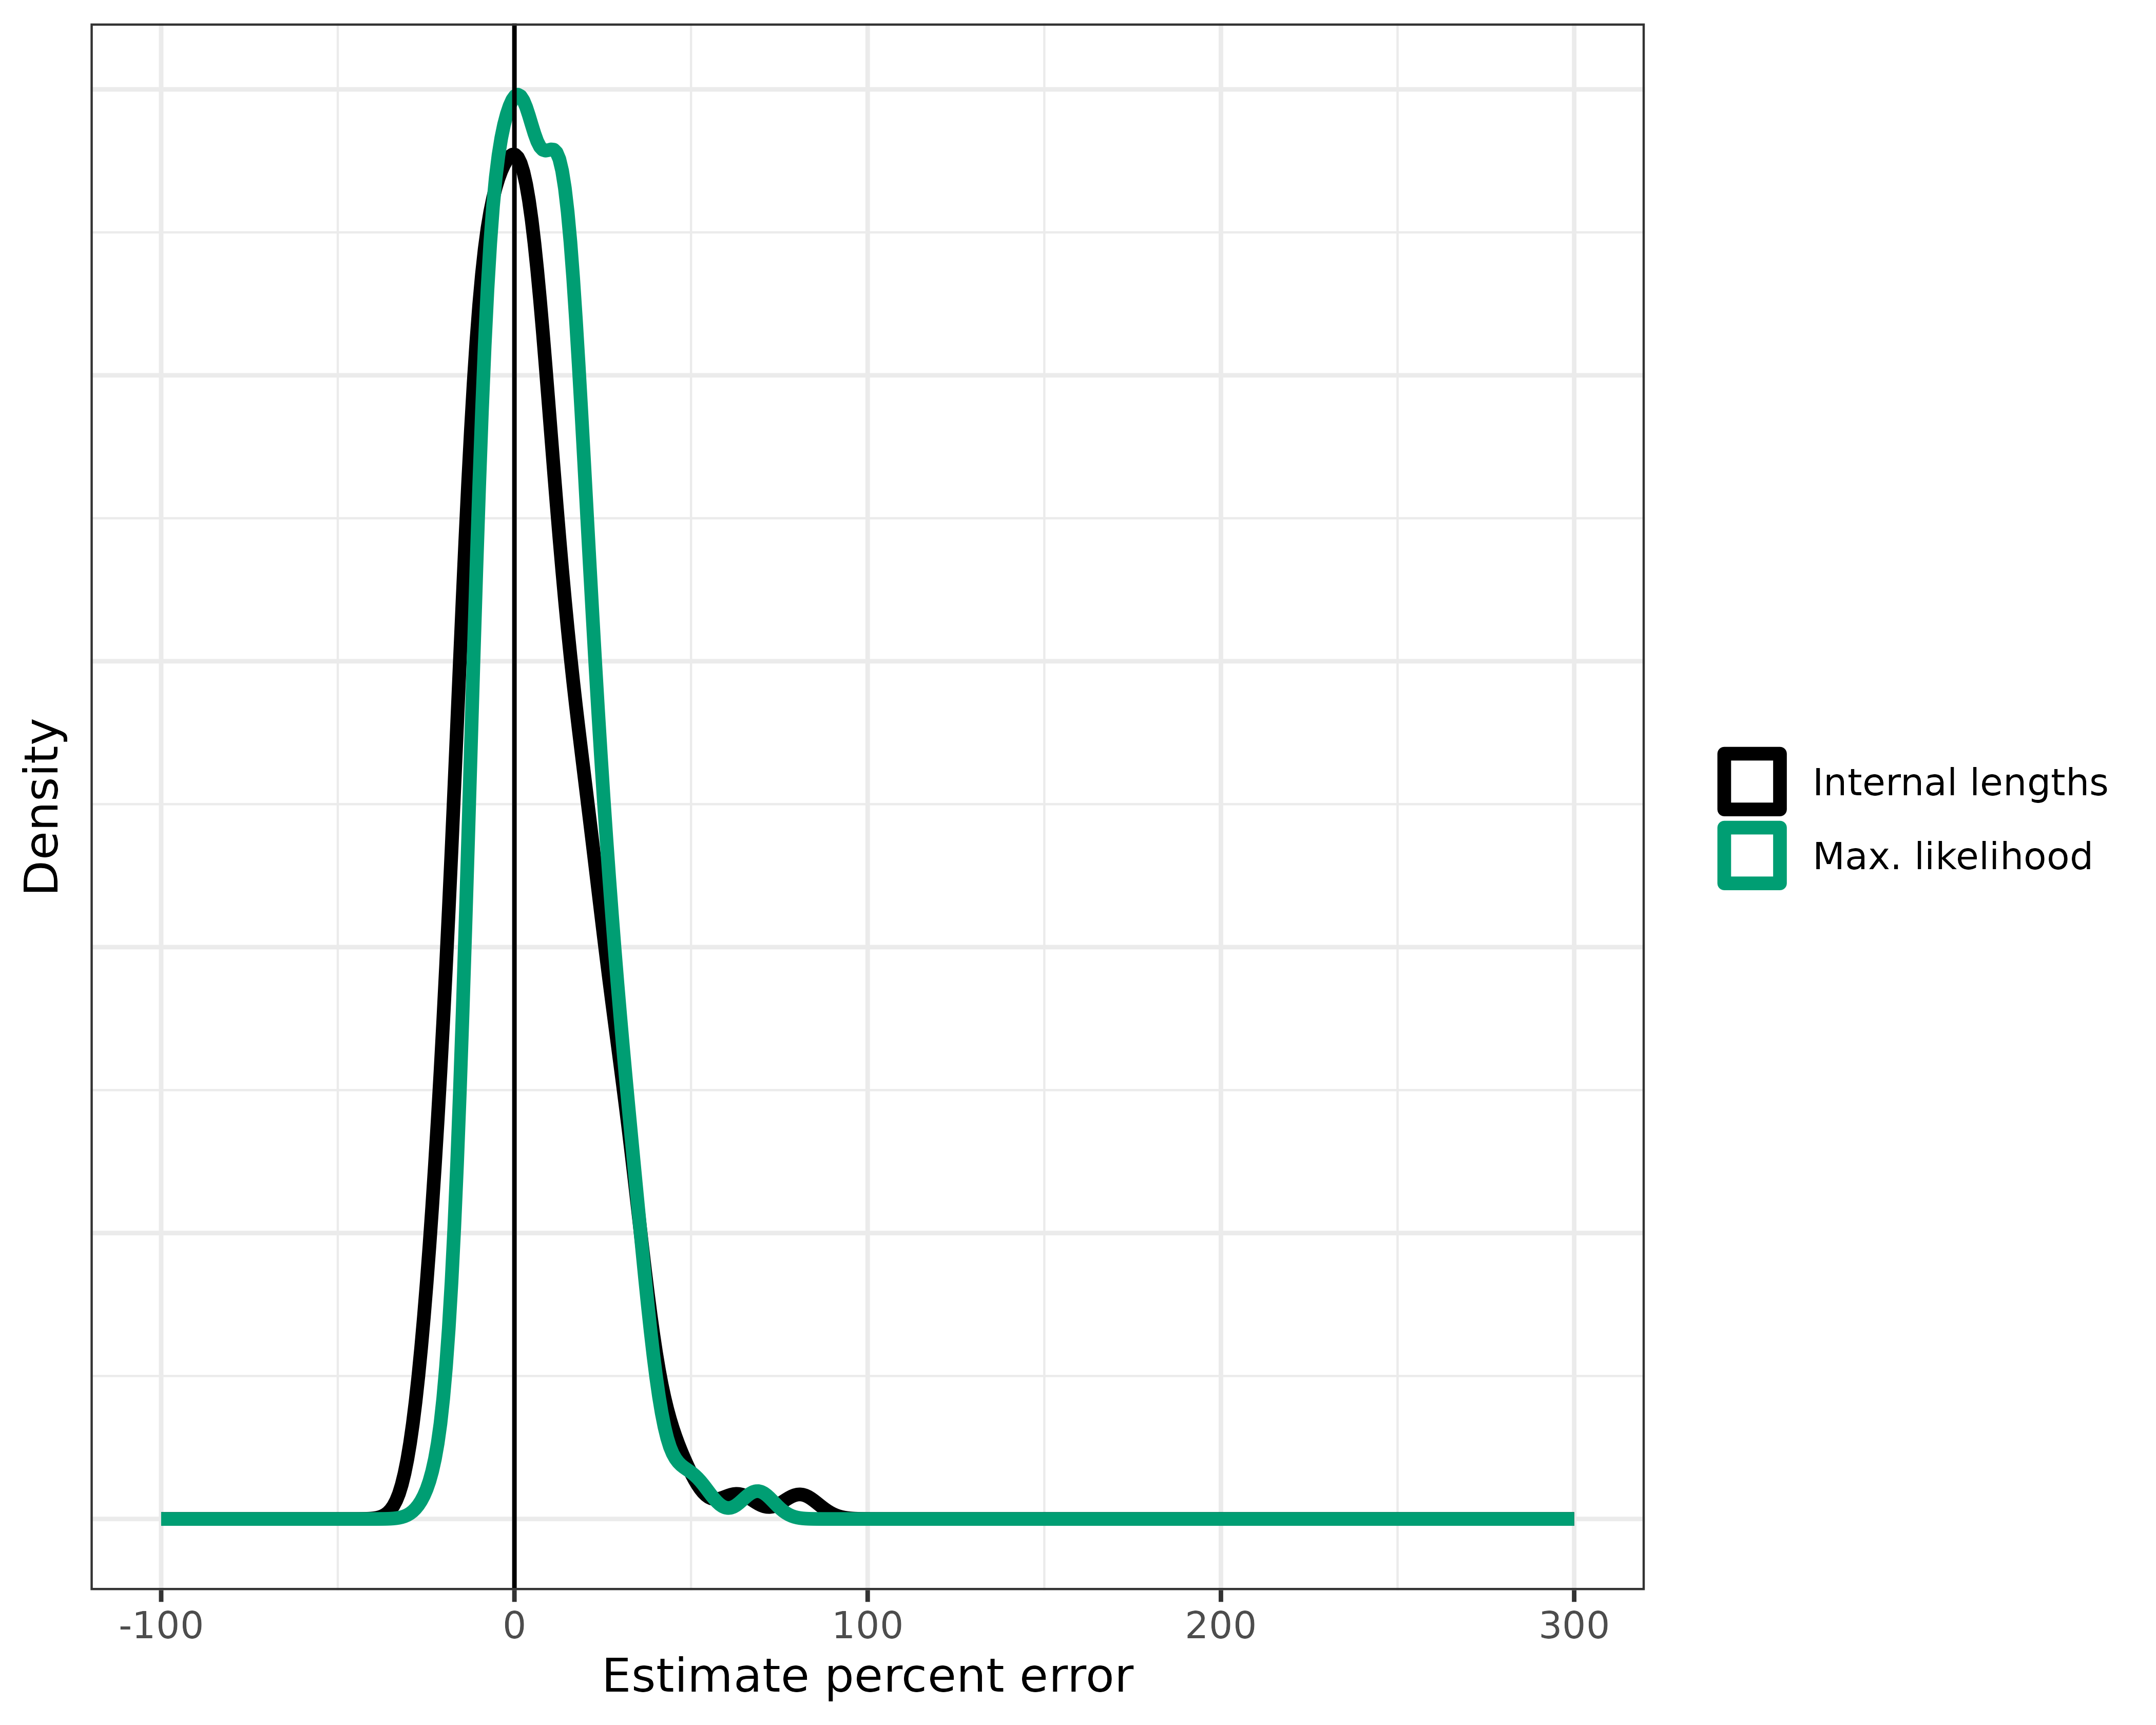 Density
Internal lengths
Max. likelihood
-100 0 100 200 300
Estimate percent error